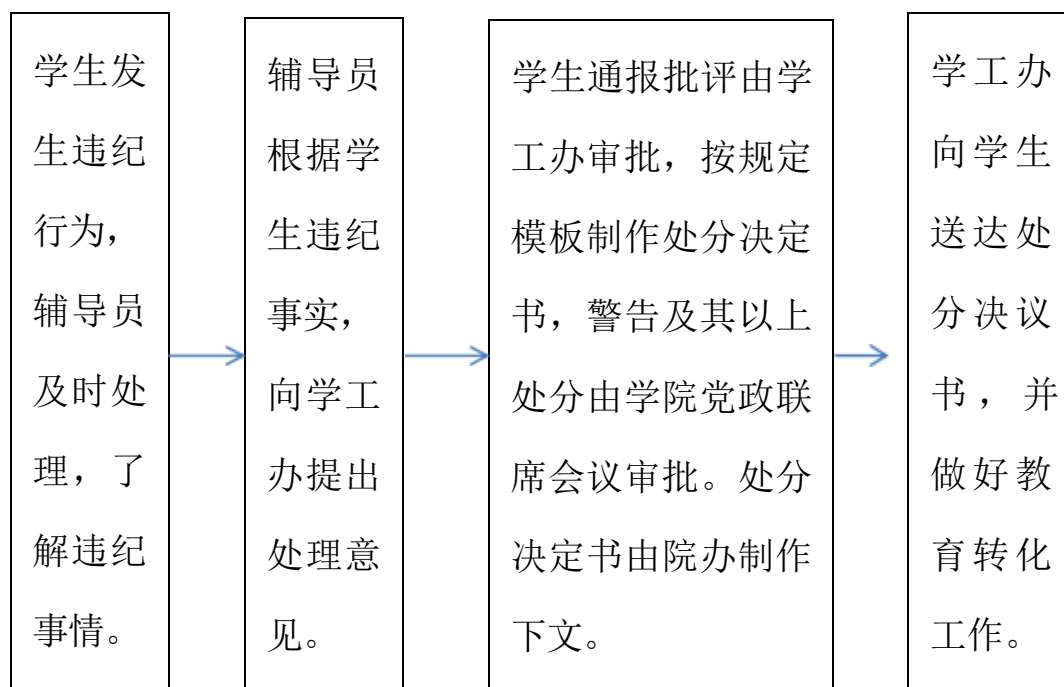 学生发
生违纪
行为，
辅导员
及时处
理，了
解违纪
事情。
辅导员
根据学
生违纪
事实，
向学工
办提出
处理意
见。
学生通报批评由学
工办审批，按规定
模板制作处分决定
书，警告及其以上
处分由学院党政联
席会议审批。处分
决定书由院办制作
下文。
学工办
向学生
送达处
分决议
书，并
做好教
育转化
工作。